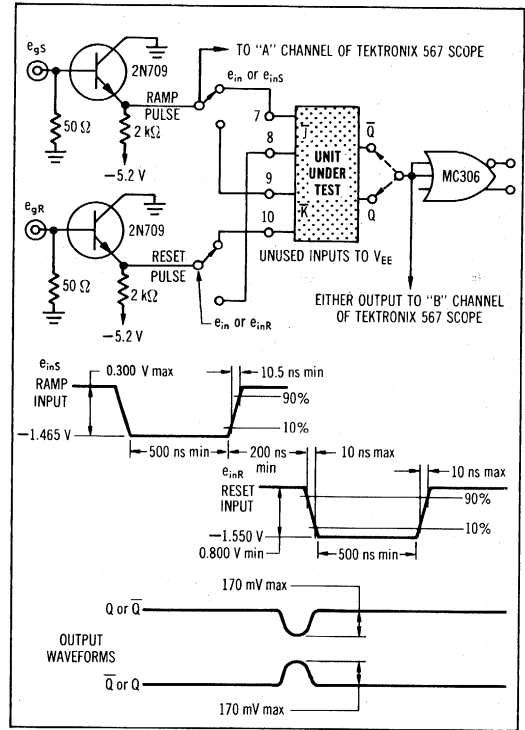 e_gS
2N709
TO "A" CHANNEL OF TEKTRONIX 567 SCOPE
RAMP
PULSE
e_in or e_inS
50 Ω
2 kΩ
−5.2 V
7
8
9
10
J̅
K̅
UNIT
UNDER
TEST
Q̅
Q
MC306
e_gR
2N709
RESET
PULSE
UNUSED INPUTS TO V_EE
50 Ω
2 kΩ
−5.2 V
e_in or e_inR
EITHER OUTPUT TO "B" CHANNEL
OF TEKTRONIX 567 SCOPE
e_inS
RAMP
INPUT
0.300 V max
10.5 ns min
90%
10%
−1.465 V
500 ns min
200 ns
min
10 ns max
10 ns max
e_inR
RESET
INPUT
90%
10%
−1.550 V
0.800 V min
500 ns min
170 mV max
Q or Q̅
OUTPUT
WAVEFORMS
Q̅ or Q
170 mV max